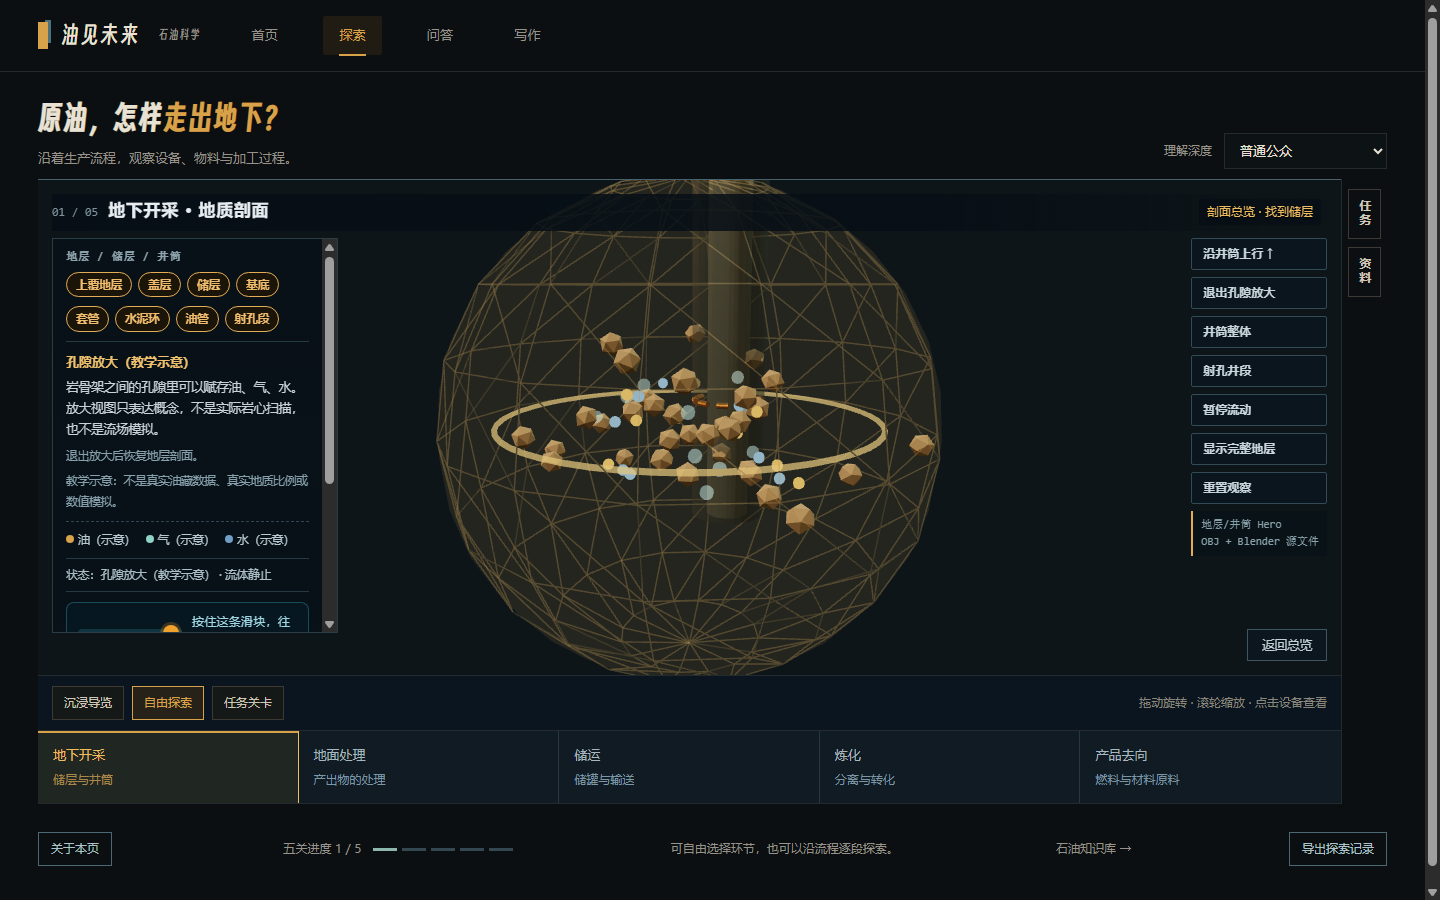 油见未来 石油科学 首页 探索 问答 写作
原油，怎样走出地下？
沿着生产流程，观察设备、物料与加工过程。
理解深度 普通公众
01 / 05 地下开采·地质剖面
剖面总览·找到储层
任务
资料
地层 / 储层 / 井筒
上覆地层 盖层 储层 基底
套管 水泥环 油管 射孔段
孔隙放大（教学示意）
岩骨架之间的孔隙里可以赋存油、气、水。
放大视图只表达概念，不是实际岩心扫描，
也不是流场模拟。
退出放大后恢复地层剖面。
教学示意：不是真实油藏数据、真实地质比例或
数值模拟。
油（示意） 气（示意） 水（示意）
状态：孔隙放大（教学示意）·流体静止
按住这条滑块，往
沿井筒上行↑
退出孔隙放大
井筒整体
射孔井段
暂停流动
显示完整地层
重置观察
地层/井筒 Hero
OBJ + Blender 源文件
返回总览
沉浸导览 自由探索 任务关卡
拖动旋转·滚轮缩放·点击设备查看
地下开采
储层与井筒
地面处理
产出物的处理
储运
储罐与输送
炼化
分离与转化
产品去向
燃料与材料原料
关于本页
五关进度 1 / 5
可自由选择环节，也可以沿流程逐段探索。
石油知识库 →
导出探索记录